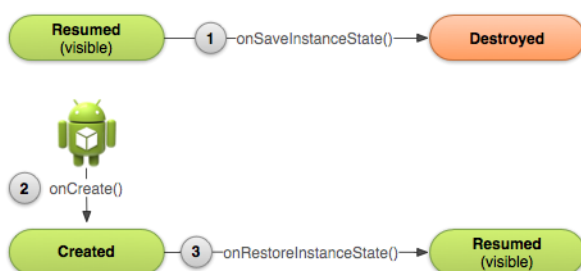 Resumed
(visible)
1
onSaveInstanceState()
Destroyed
2
onCreate()
Created
3
onRestoreInstanceState()
Resumed
(visible)